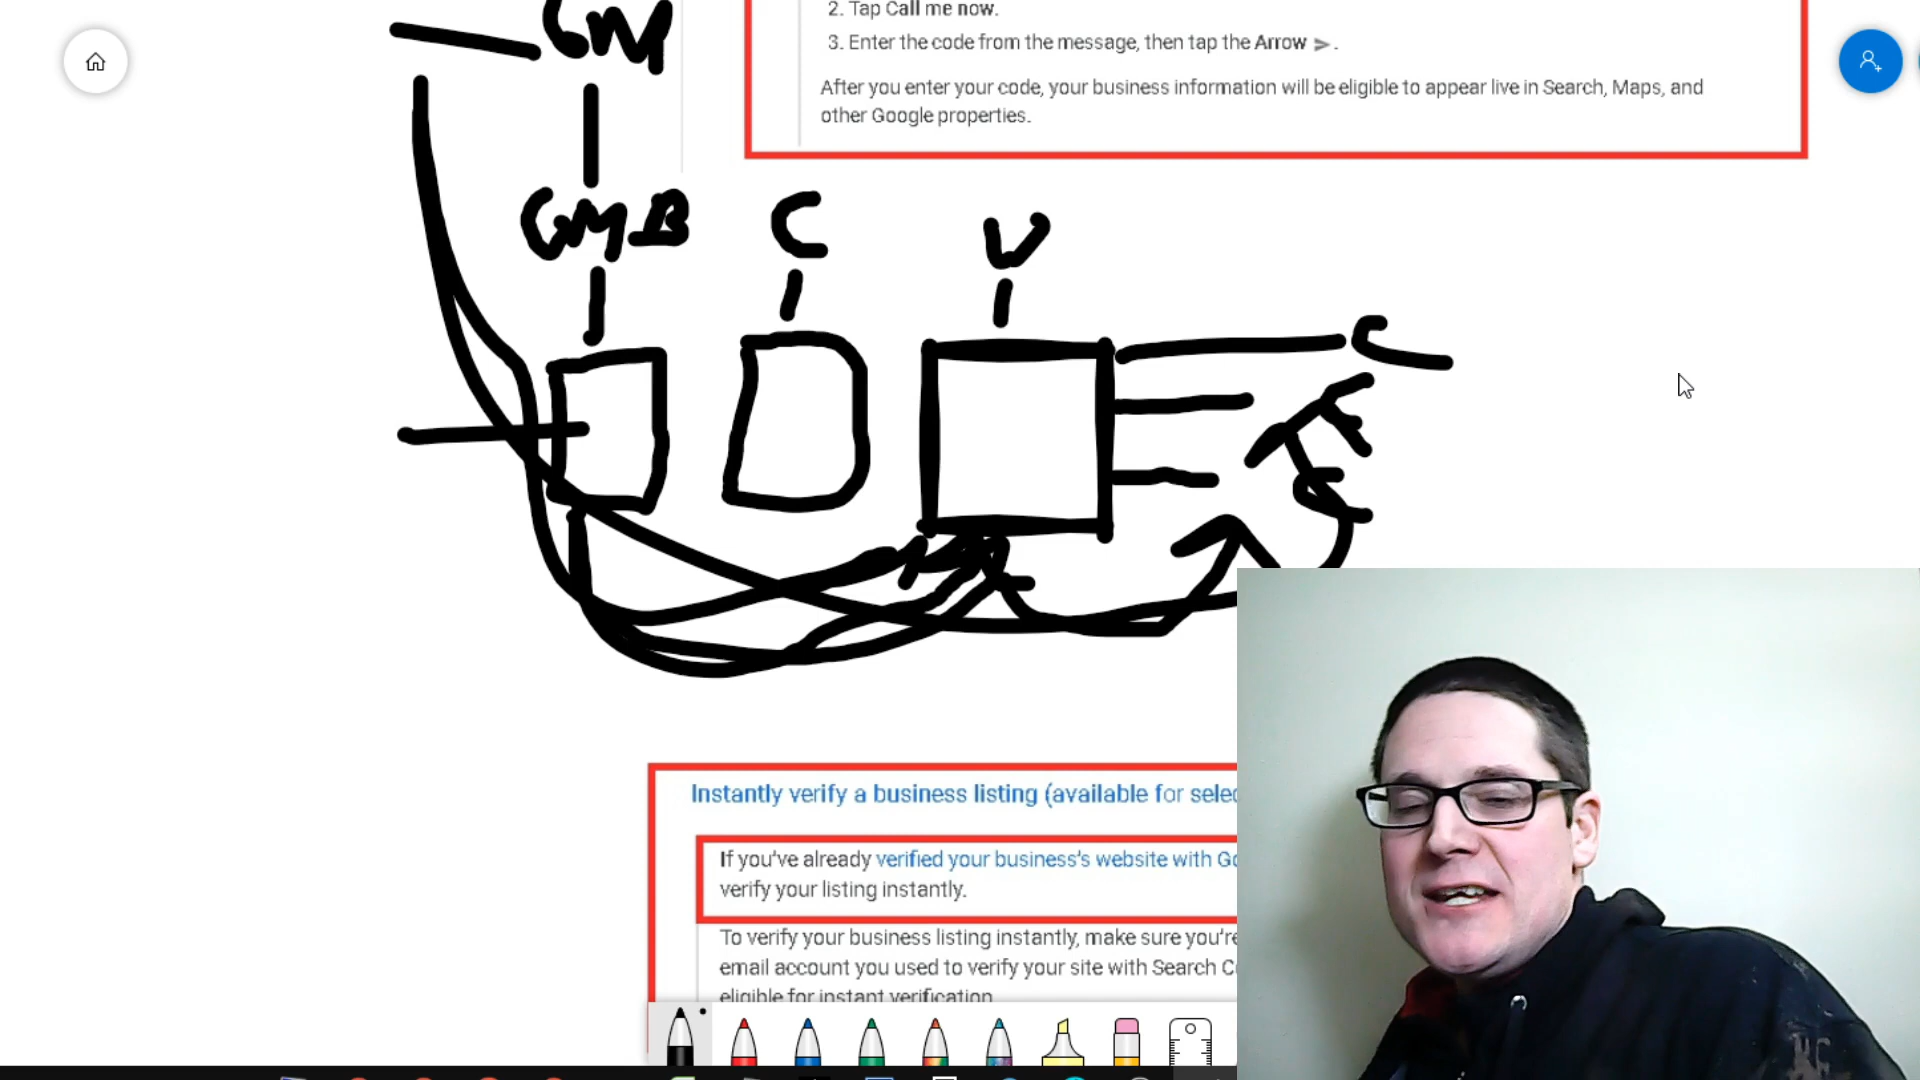 2. Tap Call me now.
GM
3. Enter the code from the message, then tap the Arrow ➤ .
After you enter your code, your business information will be eligible to appear live in Search, Maps, and
other Google properties.
GMB C V
C
Instantly verify a business listing (available for selec
If you've already verified your business's website with Go
verify your listing instantly.
To verify your business listing instantly, make sure you're
email account you used to verify your site with Search C
eligible for instant verification